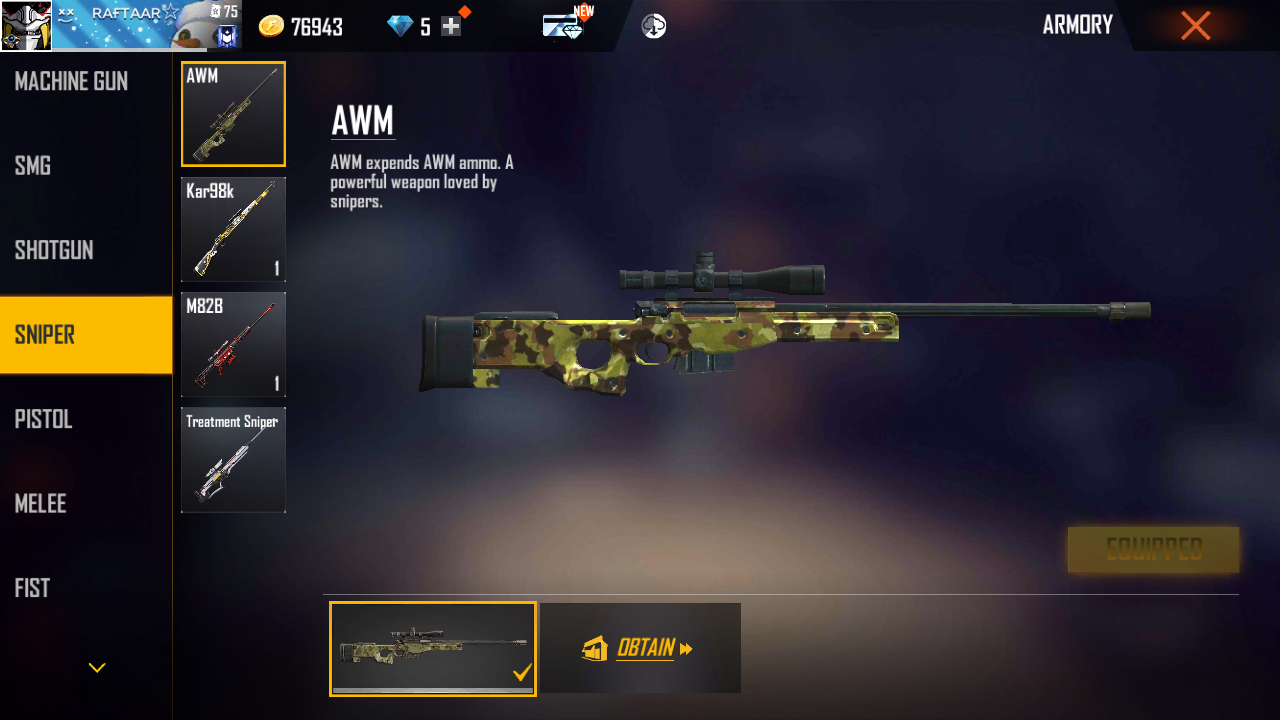 ××
RAFTAAR☆
75
76943
5
NEW
ARMORY
MACHINE GUN
SMG
SHOTGUN
SNIPER
PISTOL
MELEE
FIST
AWM
Kar98k
1
M82B
1
Treatment Sniper
AWM
AWM expends AWM ammo. A
powerful weapon loved by
snipers.
EQUIPPED
OBTAIN